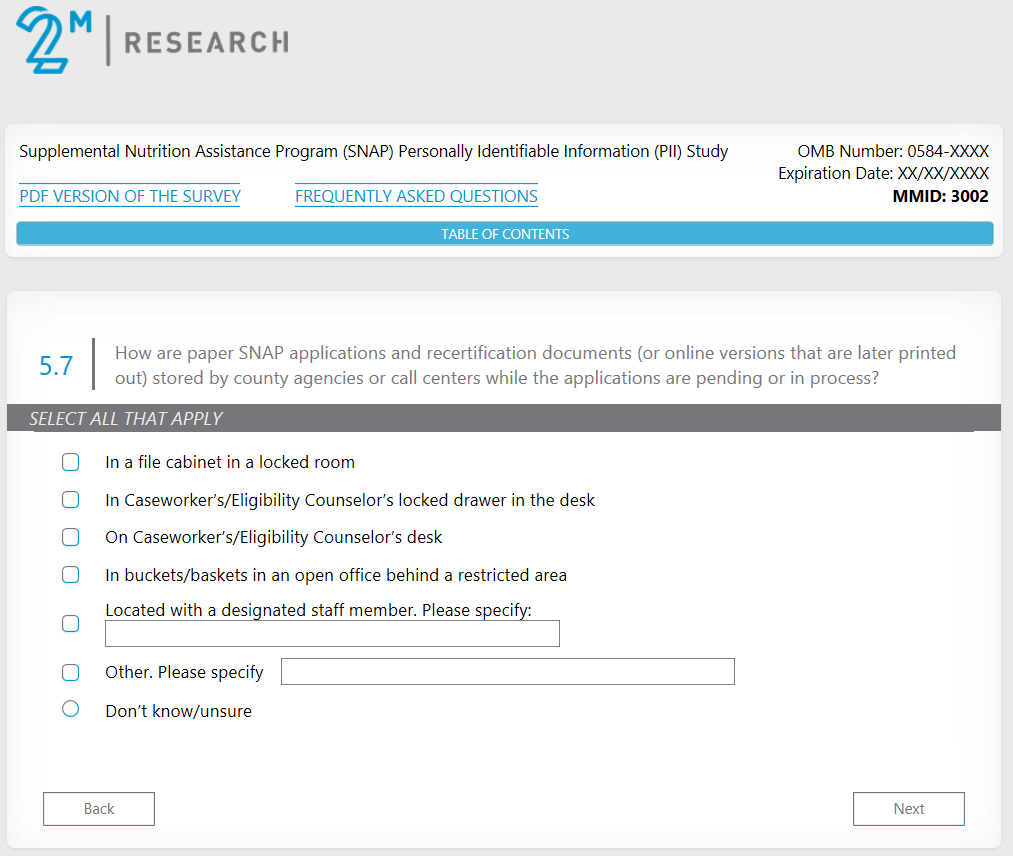 2M | RESEARCH
Supplemental Nutrition Assistance Program (SNAP) Personally Identifiable Information (PII) Study
OMB Number: 0584-XXXX
Expiration Date: XX/XX/XXXX
PDF VERSION OF THE SURVEY
FREQUENTLY ASKED QUESTIONS
MMID: 3002
TABLE OF CONTENTS
5.7
How are paper SNAP applications and recertification documents (or online versions that are later printed
out) stored by county agencies or call centers while the applications are pending or in process?
SELECT ALL THAT APPLY
In a file cabinet in a locked room
In Caseworker’s/Eligibility Counselor’s locked drawer in the desk
On Caseworker’s/Eligibility Counselor’s desk
In buckets/baskets in an open office behind a restricted area
Located with a designated staff member. Please specify:
Other. Please specify
Don’t know/unsure
Back
Next